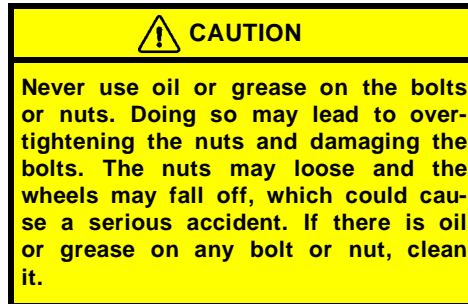 CAUTION
Never use oil or grease on the bolts
or nuts. Doing so may lead to over-
tightening the nuts and damaging the
bolts. The nuts may loose and the
wheels may fall off, which could cau-
se a serious accident. If there is oil
or grease on any bolt or nut, clean
it.